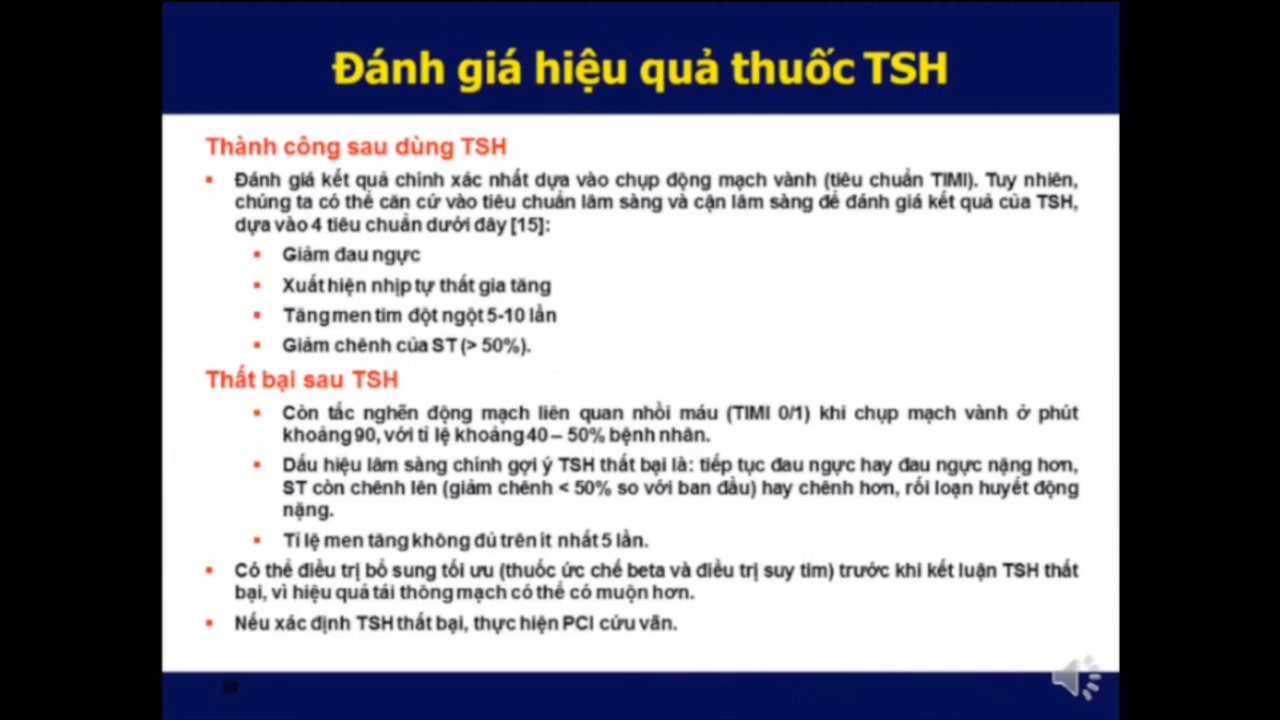 Đánh giá hiệu quả thuốc TSH
Thành công sau dùng TSH
▪ Đánh giá kết quả chính xác nhất dựa vào chụp động mạch vành (tiêu chuẩn TIMI). Tuy nhiên,
chúng ta có thể căn cứ vào tiêu chuẩn lâm sàng và cận lâm sàng để đánh giá kết quả của TSH,
dựa vào 4 tiêu chuẩn dưới đây [15]:
▪ Giảm đau ngực
▪ Xuất hiện nhịp tự thất gia tăng
▪ Tăng men tim đột ngột 5-10 lần
▪ Giảm chênh của ST (> 50%).
Thất bại sau TSH
▪ Còn tắc nghẽn động mạch liên quan nhồi máu (TIMI 0/1) khi chụp mạch vành ở phút
khoảng 90, với tỉ lệ khoảng 40 – 50% bệnh nhân.
▪ Dấu hiệu lâm sàng chính gợi ý TSH thất bại là: tiếp tục đau ngực hay đau ngực nặng hơn,
ST còn chênh lên (giảm chênh < 50% so với ban đầu) hay chênh hơn, rối loạn huyết động
nặng.
▪ Tỉ lệ men tăng không đủ trên ít nhất 5 lần.
▪ Có thể điều trị bổ sung tối ưu (thuốc ức chế beta và điều trị suy tim) trước khi kết luận TSH thất
bại, vì hiệu quả tái thông mạch có thể có muộn hơn.
▪ Nếu xác định TSH thất bại, thực hiện PCI cứu vãn.